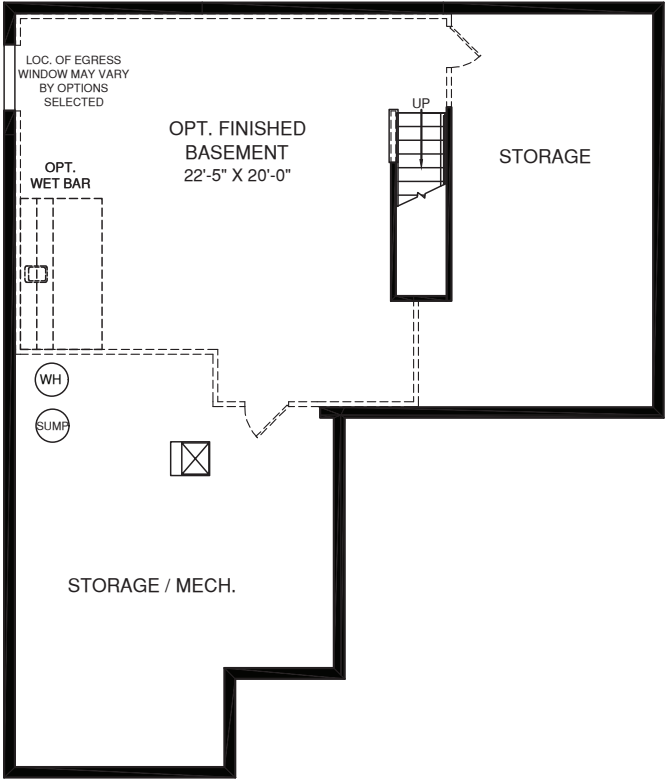 LOC. OF EGRESS
WINDOW MAY VARY
BY OPTIONS
SELECTED
UP
OPT. FINISHED
BASEMENT
22'-5" X 20'-0"
STORAGE
OPT.
WET BAR
WH
SUMP
STORAGE / MECH.